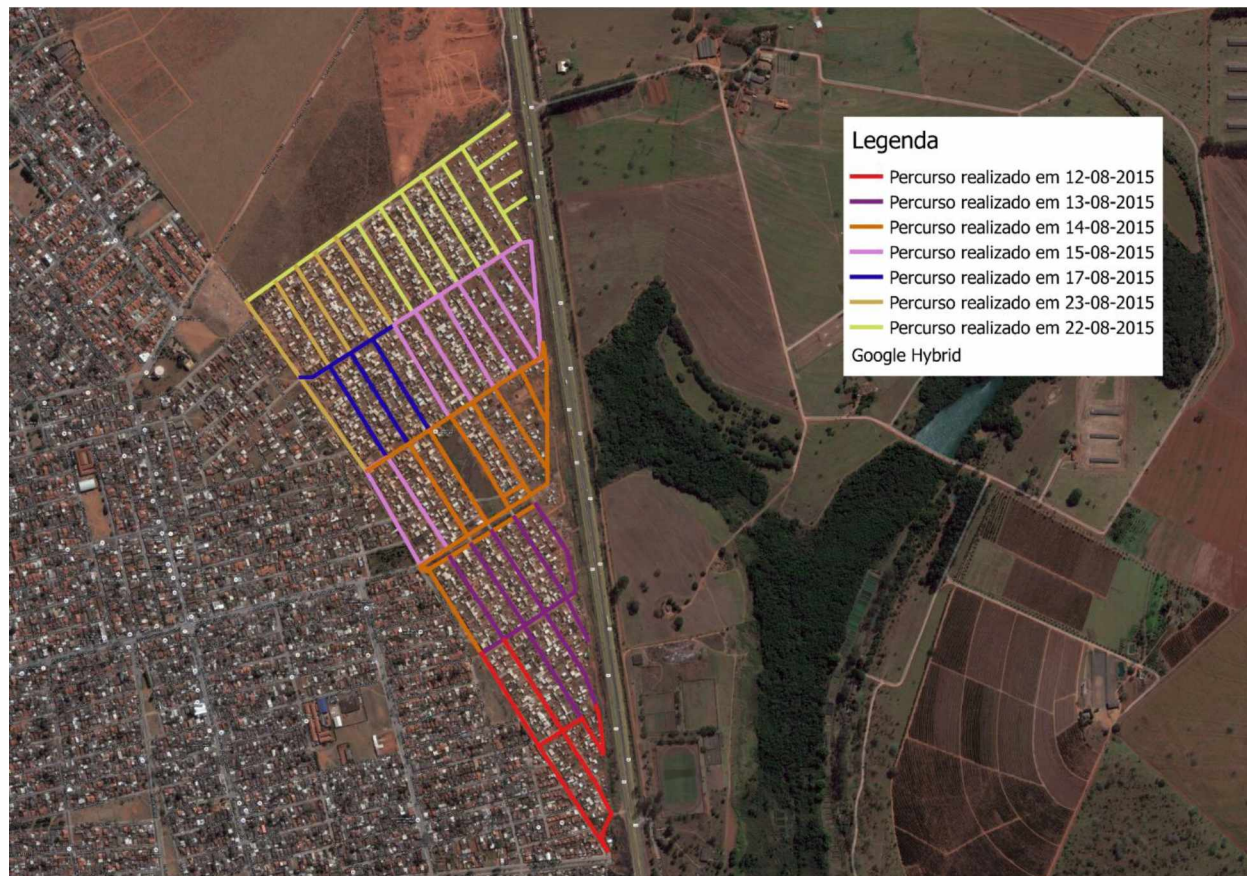 Legenda
Percurso realizado em 12-08-2015
Percurso realizado em 13-08-2015
Percurso realizado em 14-08-2015
Percurso realizado em 15-08-2015
Percurso realizado em 17-08-2015
Percurso realizado em 23-08-2015
Percurso realizado em 22-08-2015
Google Hybrid